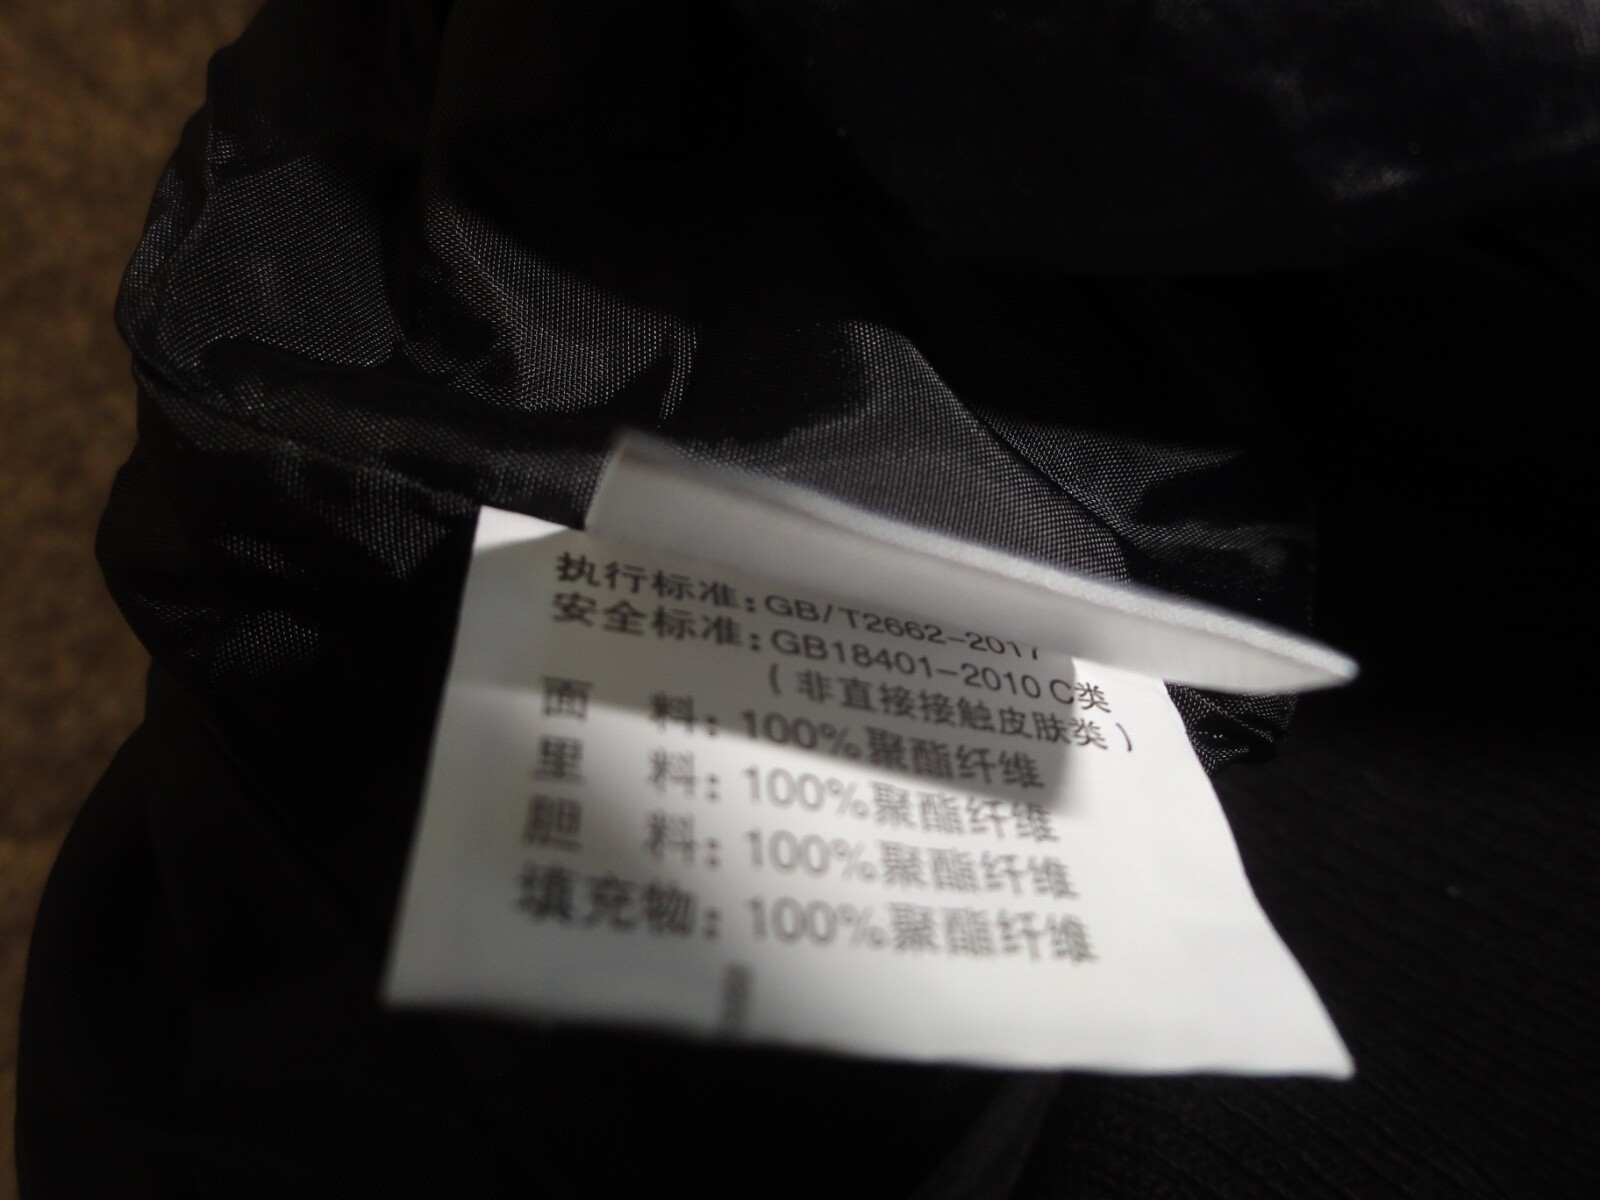 执行标准:GB/T2662-2017
安全标准:GB18401-2010 C类
(非直接接触皮肤类)
面 料:100%聚酯纤维
里 料:100%聚酯纤维
胆 料:100%聚酯纤维
填充物:100%聚酯纤维